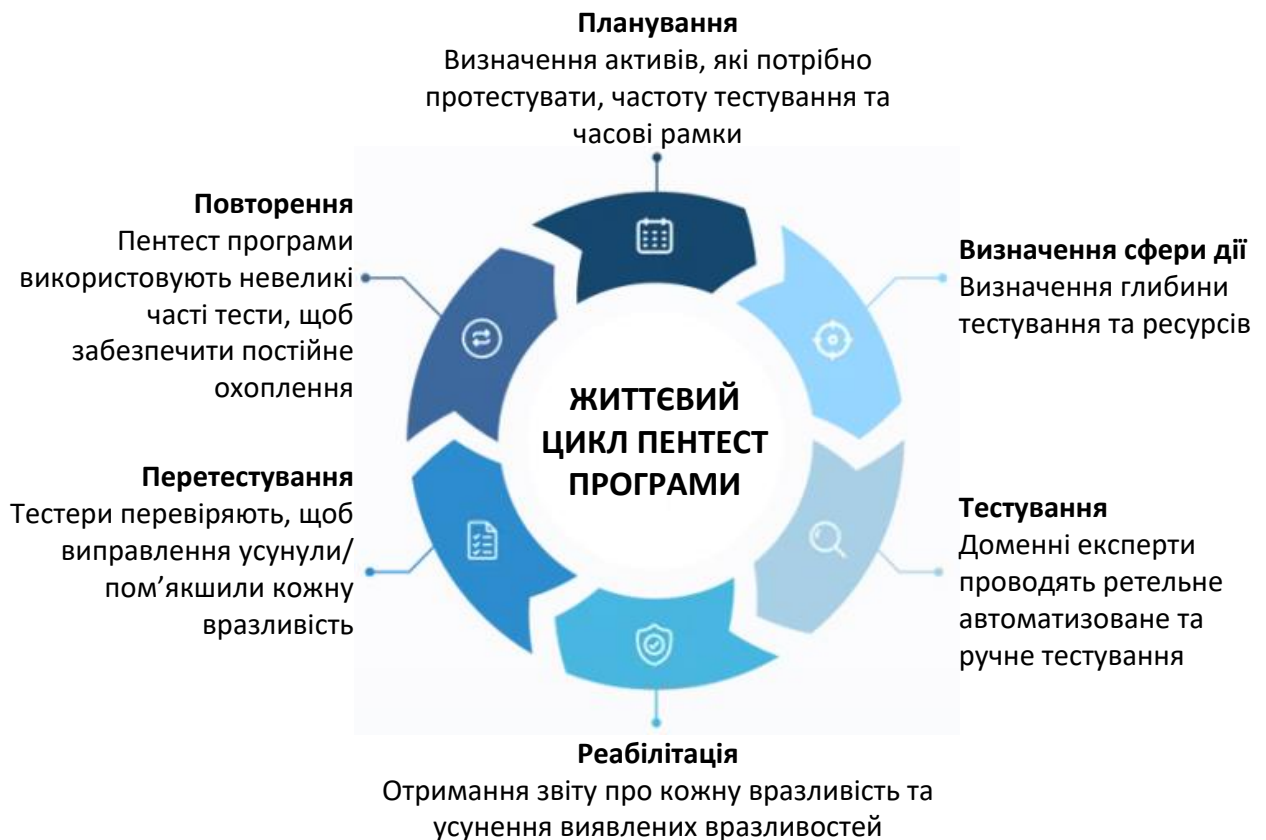 Планування
Визначення активів, які потрібно
протестувати, частоту тестування та
часові рамки
Визначення сфери дії
Визначення глибини
тестування та ресурсів
Тестування
Доменні експерти
проводять ретельне
автоматизоване та
ручне тестування
Реабілітація
Отримання звіту про кожну вразливість та
усунення виявлених вразливостей
Перетестування
Тестери перевіряють, щоб
виправлення усунули/
пом’якшили кожну
вразливість
Повторення
Пентест програми
використовують невеликі
часті тести, щоб
забезпечити постійне
охоплення
ЖИТТЄВИЙ
ЦИКЛ ПЕНТЕСТ
ПРОГРАМИ